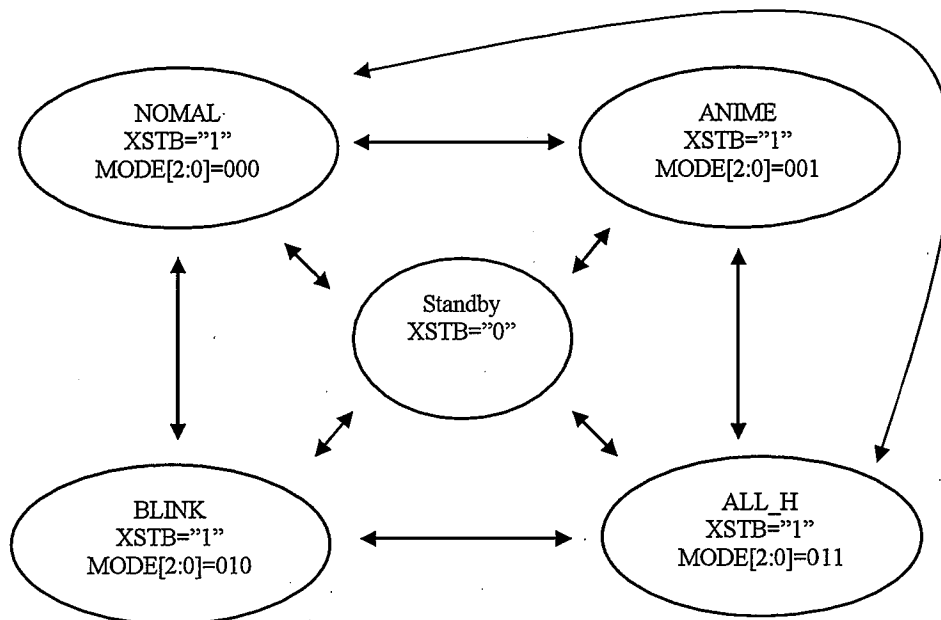 NOMAL
XSTB=”1”
MODE[2:0]=000
ANIME
XSTB=”1”
MODE[2:0]=001
Standby
XSTB=”0”
BLINK
XSTB=”1”
MODE[2:0]=010
ALL_H
XSTB=”1”
MODE[2:0]=011